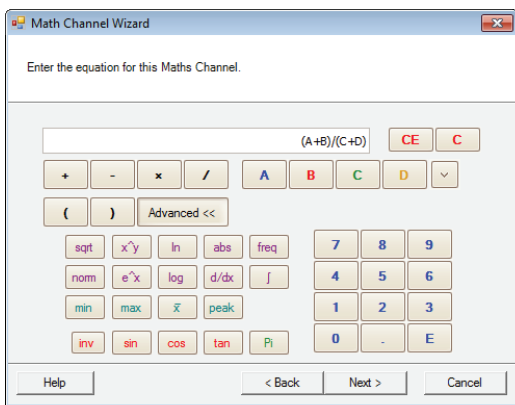 Math Channel Wizard
Enter the equation for this Maths Channel.
(A+B)/(C+D) CE C
+ - × / A B C D
( ) Advanced <<
sqrt x^y ln abs freq 7 8 9
norm e^x log d/dx ∫ 4 5 6
min max x̅ peak 1 2 3
inv sin cos tan Pi 0 . E
Help < Back Next > Cancel